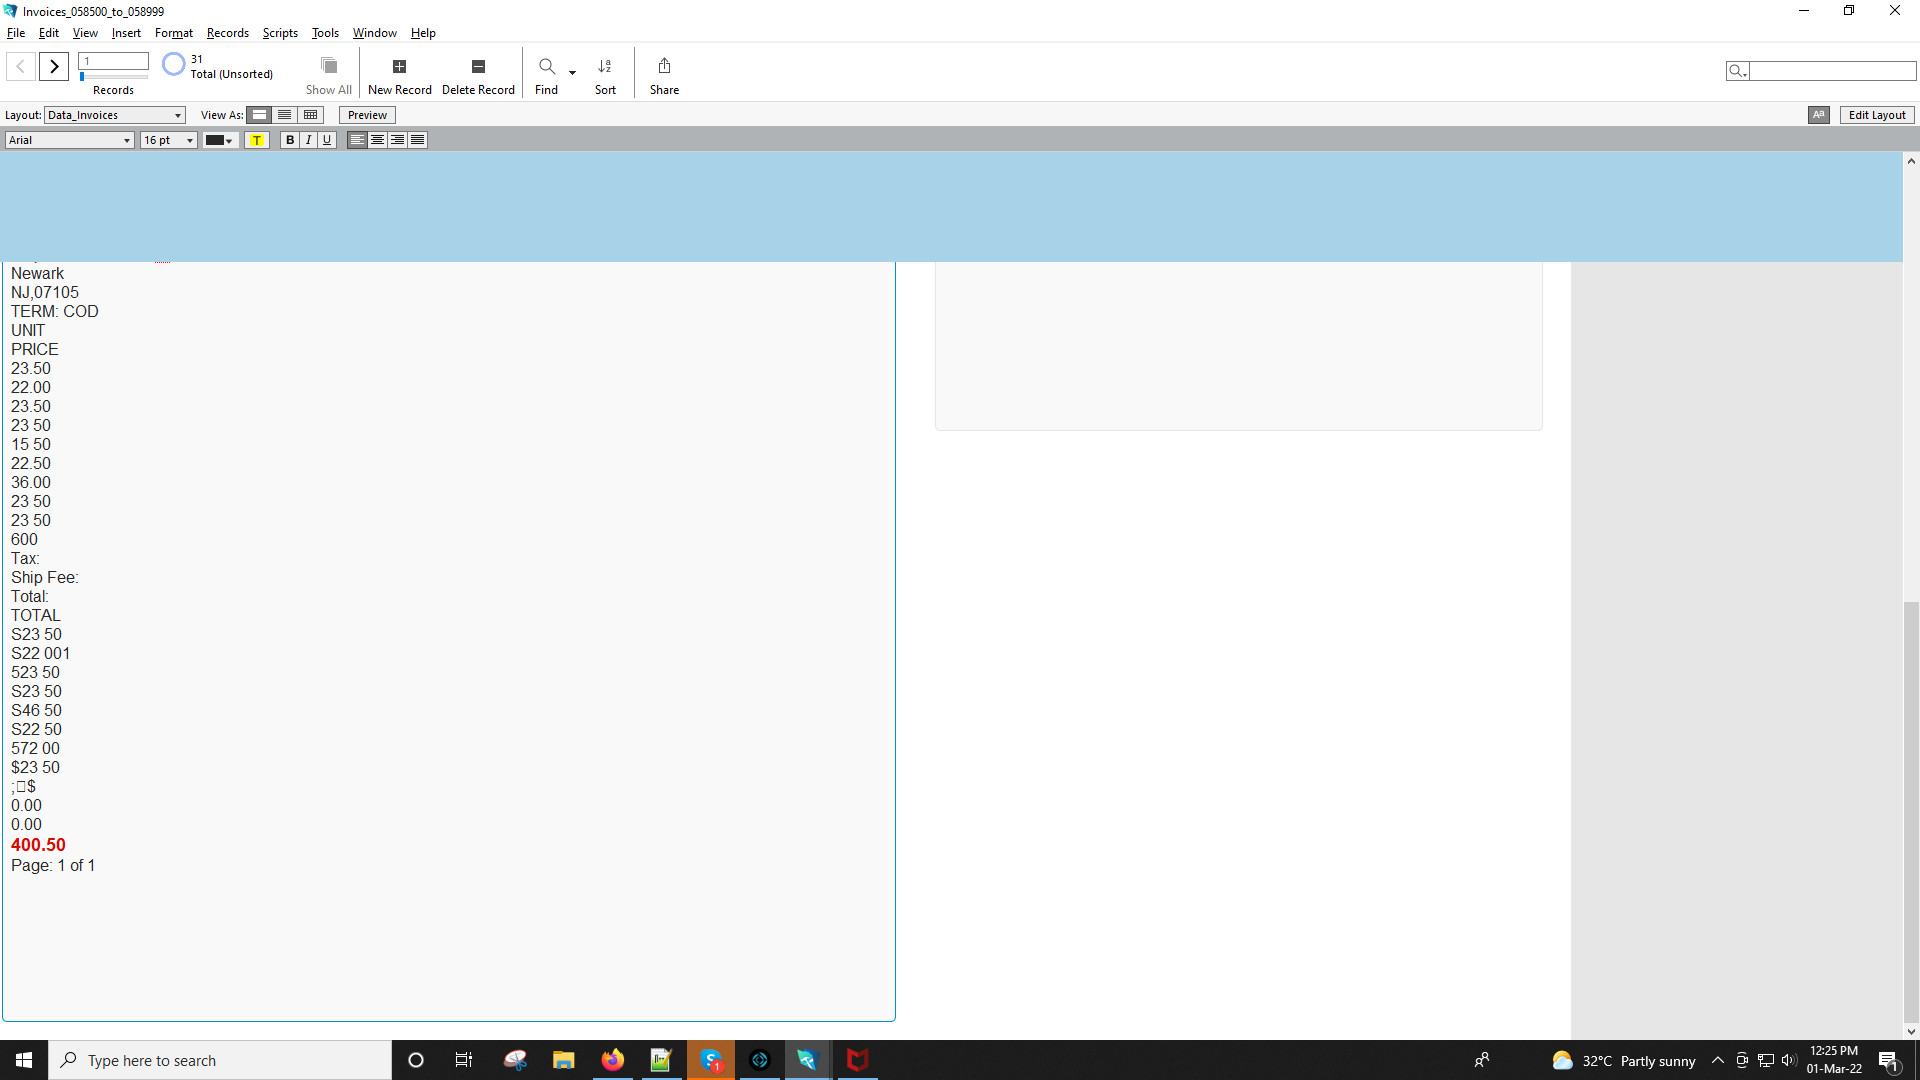 Invoices_058500_to_058999
File Edit View Insert Format Records Scripts Tools Window Help
1
31
Total (Unsorted)
Records
Show All
New Record
Delete Record
Find
Sort
Share
Layout: Data_Invoices View As: Preview Aa Edit Layout
Arial 16 pt T B I U
Newark
NJ,07105
TERM: COD
UNIT
PRICE
23.50
22.00
23.50
23 50
15 50
22.50
36.00
23 50
23 50
600
Tax:
Ship Fee:
Total:
TOTAL
S23 50
S22 001
523 50
S23 50
S46 50
S22 50
572 00
$23 50
;□$
0.00
0.00
400.50
Page: 1 of 1
Type here to search
32°C Partly sunny
12:25 PM
01-Mar-22